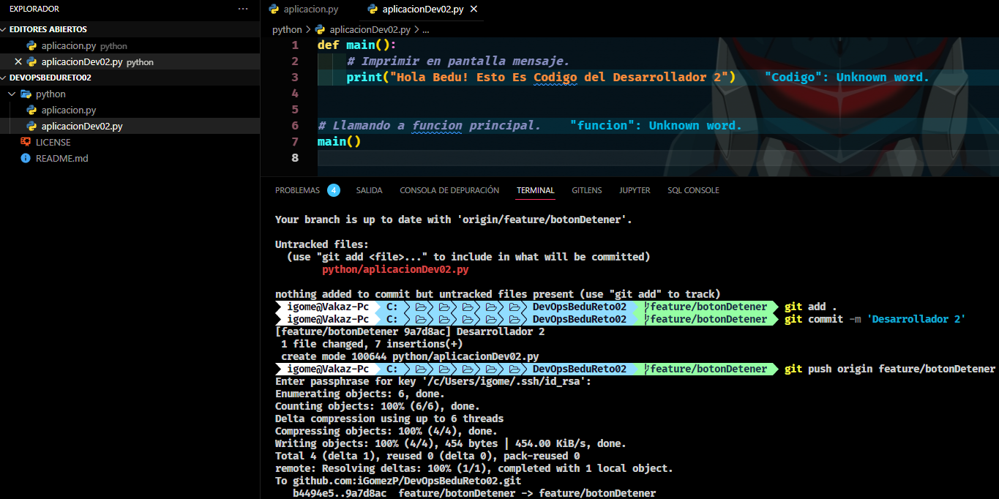 EXPLORADOR
EDITORES ABIERTOS
aplicacion.py python
aplicacionDev02.py python
DEVOPSBEDURETO02
python
aplicacion.py
aplicacionDev02.py
LICENSE
README.md
aplicacion.py aplicacionDev02.py
python > aplicacionDev02.py > ...
1 def main():
2 # Imprimir en pantalla mensaje.
3 print("Hola Bedu! Esto Es Codigo del Desarrollador 2") "Codigo": Unknown word.
4
5
6 # Llamando a funcion principal. "funcion": Unknown word.
7 main()
8
PROBLEMAS 4 SALIDA CONSOLA DE DEPURACIÓN TERMINAL GITLENS JUPYTER SQL CONSOLE
Your branch is up to date with 'origin/feature/botonDetener'.
Untracked files:
(use "git add <file>..." to include in what will be committed)
python/aplicacionDev02.py
nothing added to commit but untracked files present (use "git add" to track)
igome@Vakaz-Pc C: DevOpsBeduReto02 feature/botonDetener git add .
igome@Vakaz-Pc C: DevOpsBeduReto02 feature/botonDetener git commit -m 'Desarrollador 2'
[feature/botonDetener 9a7d8ac] Desarrollador 2
1 file changed, 7 insertions(+)
create mode 100644 python/aplicacionDev02.py
igome@Vakaz-Pc C: DevOpsBeduReto02 feature/botonDetener git push origin feature/botonDetener
Enter passphrase for key '/c/Users/igome/.ssh/id_rsa':
Enumerating objects: 6, done.
Counting objects: 100% (6/6), done.
Delta compression using up to 6 threads
Compressing objects: 100% (4/4), done.
Writing objects: 100% (4/4), 454 bytes | 454.00 KiB/s, done.
Total 4 (delta 1), reused 0 (delta 0), pack-reused 0
remote: Resolving deltas: 100% (1/1), completed with 1 local object.
To github.com:iGomezP/DevOpsBeduReto02.git
b4494e5..9a7d8ac feature/botonDetener -> feature/botonDetener